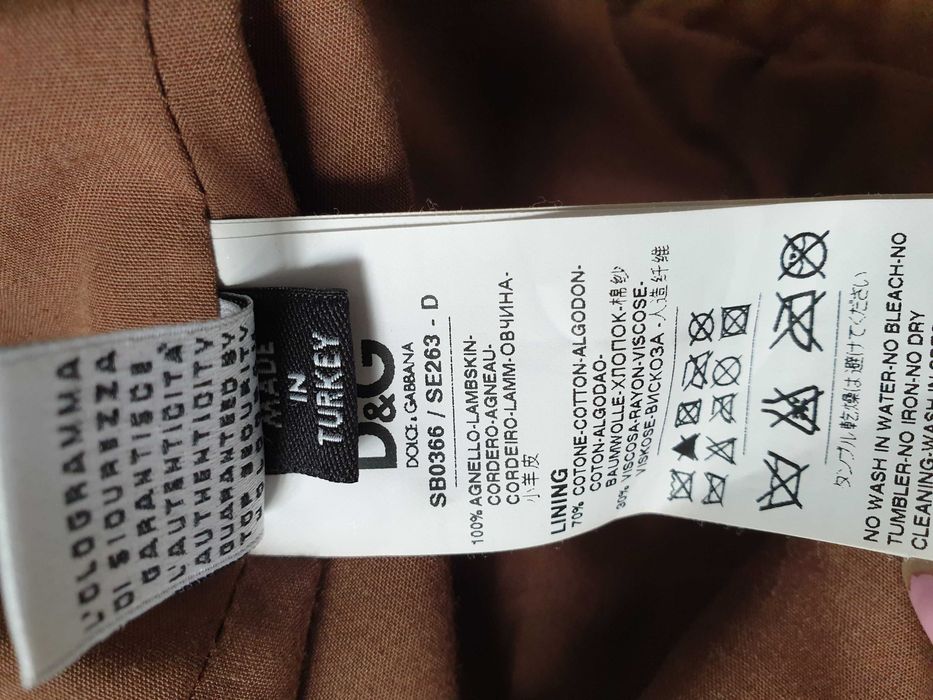 L'OLOGRAMMA
DI SICUREZZA
GARANTISCE
L'AUTENTICITA'
AUTHENTICITY
GUARANTEED BY
TOP SECURITY
MADE
IN
TURKEY
D&G
DOLCE & GABBANA
SB0366 / SE263 - D
100% AGNELLO-LAMBSKIN-
CORDERO-AGNEAU-
CORDEIRO-LAMM-ОВЧИНА-
小羊皮
LINING
70% COTONE-COTTON-ALGODON-
COTON-ALGODAO-
BAUMWOLLE-ХЛОПОК-棉纱
30% VISCOSA-RAYON-VISCOSE-
VISKOSE-ВИСКОЗА-人造纤维
タンブル乾燥は避けてください
NO WASH IN WATER-NO BLEACH-NO
TUMBLER-NO IRON-NO DRY